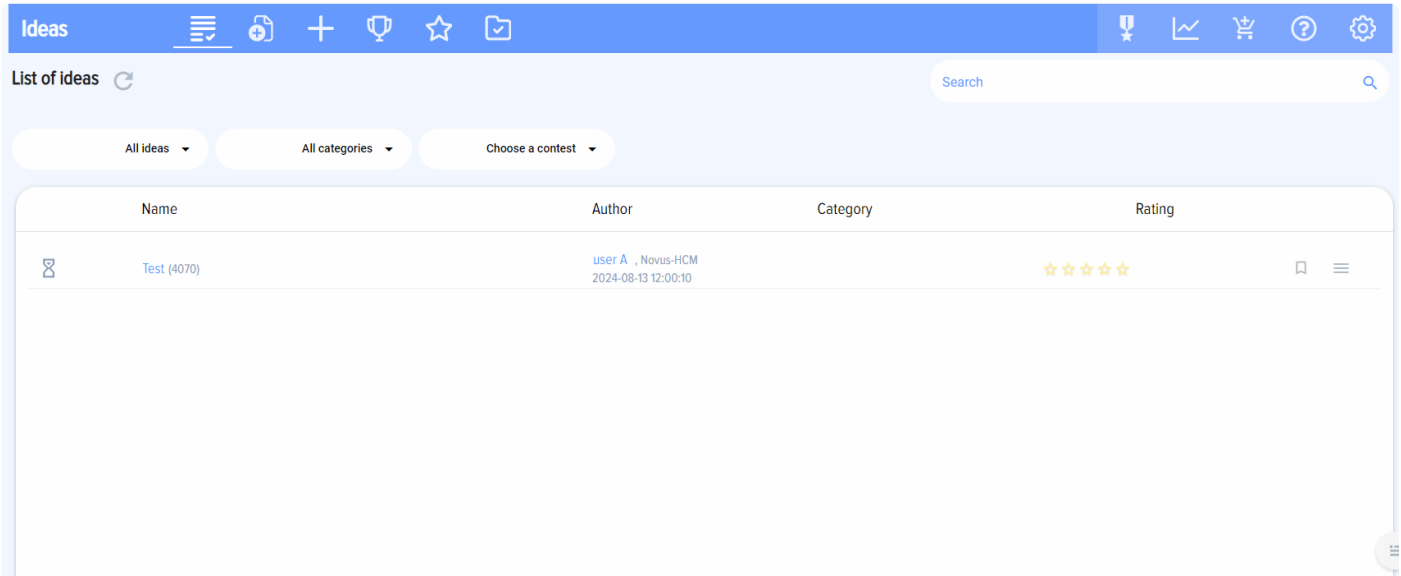 Ideas
List of ideas
Search
All ideas
All categories
Choose a contest
Name
Author
Category
Rating
Test (4070)
user A , Novus-HCM
2024-08-13 12:00:10